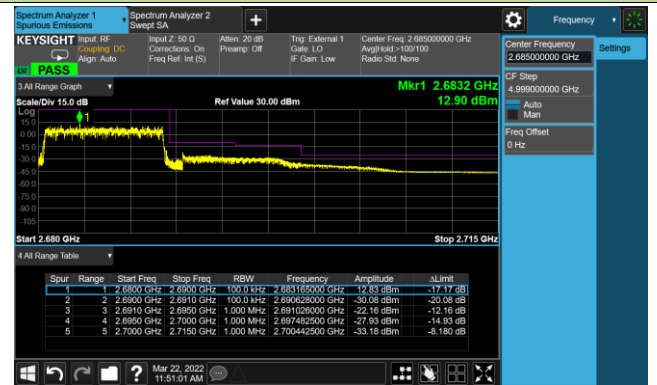 Spectrum Analyzer 1
Spurious Emissions
Spectrum Analyzer 2
Swept SA
Frequency
KEYSIGHT
Input: RF
Coupling: DC
Align: Auto
Input Z: 50 Ω
Corrections: On
Freq Ref: Int (S)
Atten: 20 dB
Preamp: Off
Trig: External 1
Gate: LO
IF Gain: Low
Center Freq: 2.685000000 GHz
Avg|Hold:>100/100
Radio Std: None
LW PASS
3 All Range Graph
Mkr1 2.6832 GHz
Scale/Div 15.0 dB
Ref Value 30.00 dBm
12.90 dBm
Log
1
15.0
0.00
-15.0
-30.0
-45.0
-60.0
-75.0
-90.0
-105
Start 2.680 GHz
Stop 2.715 GHz
4 All Range Table
Spur Range Start Freq Stop Freq RBW Frequency Amplitude ΔLimit
1 1 2.6800 GHz 2.6900 GHz 100.0 kHz 2.683165000 GHz 12.83 dBm -17.17 dB
2 2 2.6900 GHz 2.6910 GHz 100.0 kHz 2.690628000 GHz -30.08 dBm -20.08 dB
3 3 2.6910 GHz 2.6950 GHz 1.000 MHz 2.691026000 GHz -22.16 dBm -12.16 dB
4 4 2.6950 GHz 2.7000 GHz 1.000 MHz 2.697482500 GHz -27.93 dBm -14.93 dB
5 5 2.7000 GHz 2.7150 GHz 1.000 MHz 2.700442500 GHz -33.18 dBm -8.180 dB
Center Frequency
2.685000000 GHz
Settings
CF Step
4.999000000 GHz
Auto
Man
Freq Offset
0 Hz
?
Mar 22, 2022
11:51:01 AM